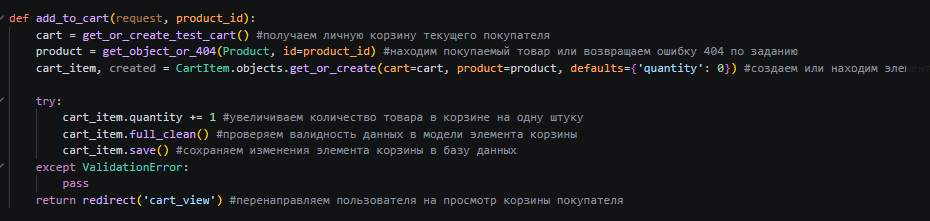 def add_to_cart(request, product_id):
    cart = get_or_create_test_cart() #получаем личную корзину текущего покупателя
    product = get_object_or_404(Product, id=product_id) #находим покупаемый товар или возвращаем ошибку 404 по заданию
    cart_item, created = CartItem.objects.get_or_create(cart=cart, product=product, defaults={'quantity': 0}) #создаем или находим
    try:
        cart_item.quantity += 1 #увеличиваем количество товара в корзине на одну штуку
        cart_item.full_clean() #проверяем валидность данных в модели элемента корзины
        cart_item.save() #сохраняем изменения элемента корзины в базу данных
    except ValidationError:
        pass
    return redirect('cart_view') #перенаправляем пользователя на просмотр корзины покупателя